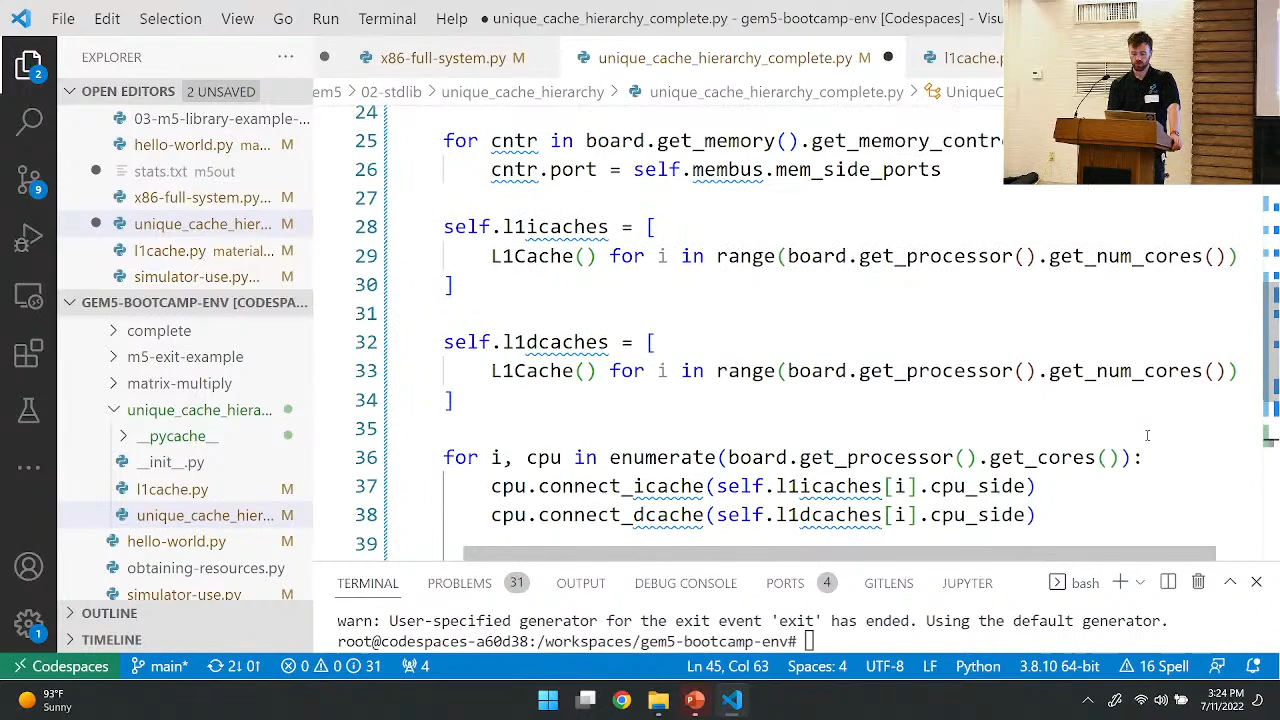 File Edit Selection View Go Run Terminal Help ● unique_cache_hierarchy_complete.py - gem5-bootcamp-env [Codespaces] - Visu
EXPLORER
x86-full-system.py M unique_cache_hierarchy_complete.py M ● l1cache.p
OPEN EDITORS 2 UNSAVED
em5 > 02-stdlib > unique_cache_hierarchy > unique_cache_hierarchy_complete.py > UniqueC
03-m5-library-example-...
hello-world.py ma... M
stats.txt m5out
x86-full-system.py... M
unique_cache_hier... M
l1cache.py material... M
simulator-use.py... M
GEM5-BOOTCAMP-ENV [CODESPA...
complete
m5-exit-example
matrix-multiply
unique_cache_hiera...
__pycache__
__init__.py
l1cache.py M
unique_cache_hier... M
hello-world.py M
obtaining-resources.py
simulator-use.py M
OUTLINE
TIMELINE
24
25 for cntr in board.get_memory().get_memory_contro
26 cntr.port = self.membus.mem_side_ports
27
28 self.l1icaches = [
29 L1Cache() for i in range(board.get_processor().get_num_cores())
30 ]
31
32 self.l1dcaches = [
33 L1Cache() for i in range(board.get_processor().get_num_cores())
34 ]
35
36 for i, cpu in enumerate(board.get_processor().get_cores()):
37 cpu.connect_icache(self.l1icaches[i].cpu_side)
38 cpu.connect_dcache(self.l1dcaches[i].cpu_side)
39
TERMINAL PROBLEMS 31 OUTPUT DEBUG CONSOLE PORTS 4 GITLENS JUPYTER bash
warn: User-specified generator for the exit event 'exit' has ended. Using the default generator.
root@codespaces-a60d38:/workspaces/gem5-bootcamp-env#
2
9
1
Codespaces main* 2↓ 0↑ 0 0 31 4 Ln 45, Col 63 Spaces: 4 UTF-8 LF Python 3.8.10 64-bit 16 Spell
93°F
Sunny
3:24 PM
7/11/2022